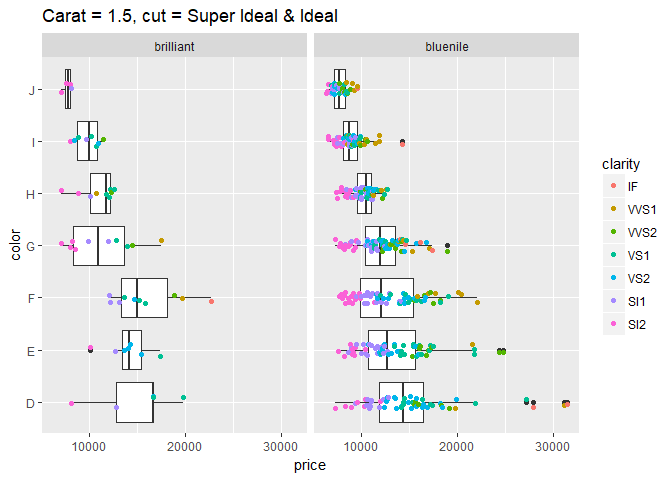 Carat = 1.5, cut = Super Ideal & Ideal
brilliant
bluenile
J
I
H
G
F
E
D
color
10000
20000
30000
10000
20000
30000
price
clarity
IF
VVS1
VVS2
VS1
VS2
SI1
SI2